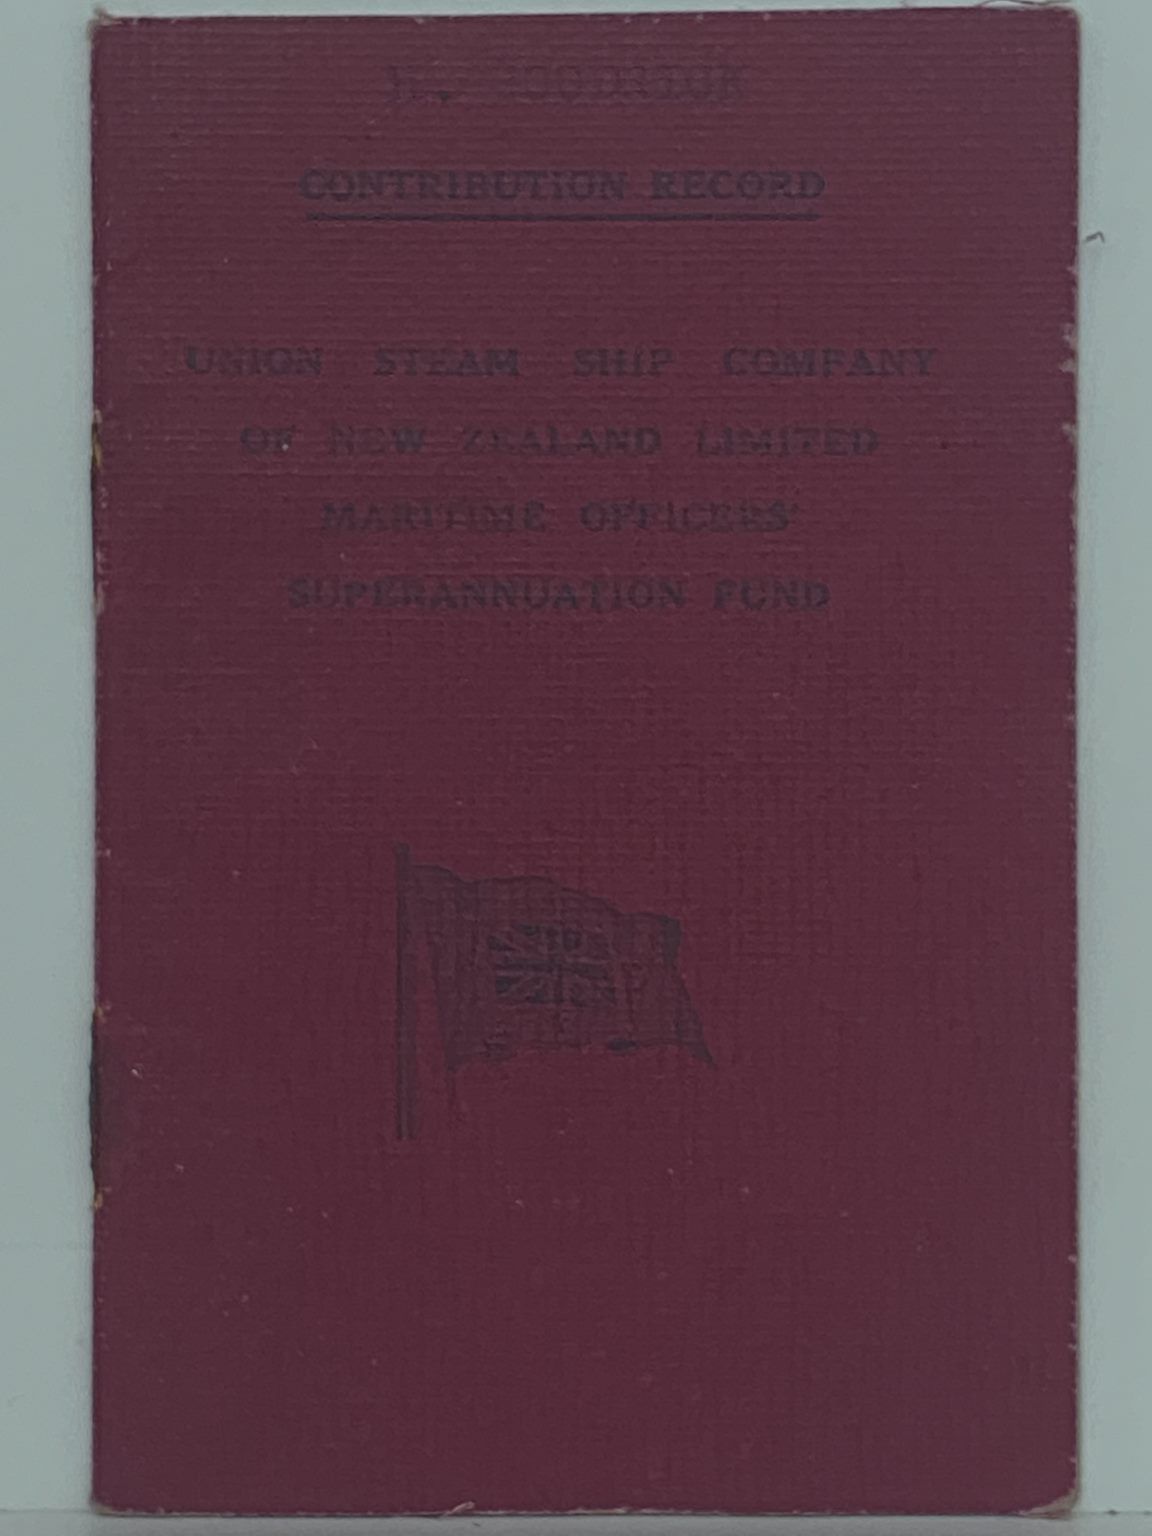 CONTRIBUTION RECORD
UNION STEAM SHIP COMPANY
OF NEW ZEALAND LIMITED
MARITIME OFFICERS'
SUPERANNUATION FUND